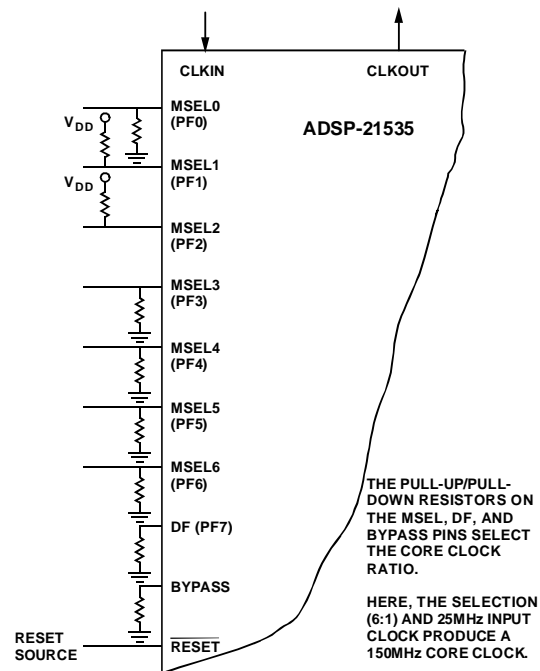 CLKIN CLKOUT
ADSP-21535
MSEL0
(PF0)
VDD
MSEL1
(PF1)
VDD
MSEL2
(PF2)
MSEL3
(PF3)
MSEL4
(PF4)
MSEL5
(PF5)
MSEL6
(PF6)
DF (PF7)
BYPASS
RESET
SOURCE
RESET
THE PULL-UP/PULL-
DOWN RESISTORS ON
THE MSEL, DF, AND
BYPASS PINS SELECT
THE CORE CLOCK
RATIO.
HERE, THE SELECTION
(6:1) AND 25MHz INPUT
CLOCK PRODUCE A
150MHz CORE CLOCK.